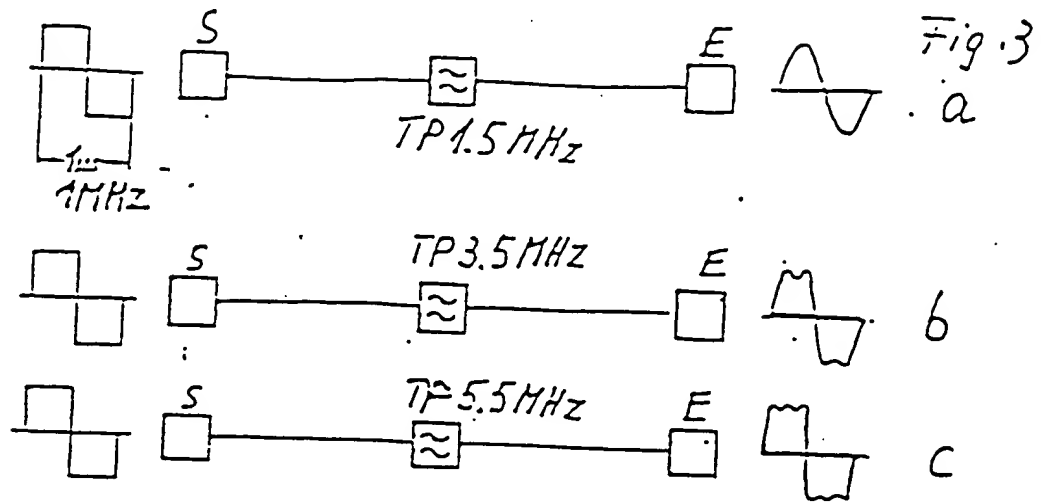 Fig.3
S E
TP1.5MHz
a
1MHz
S TP3.5MHz E
b
S TP5.5MHz E
c